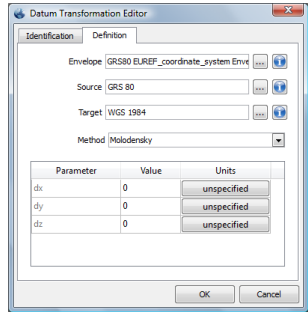 Datum Transformation Editor
Identification Definition
Envelope GRS80 EUREF_coordinate_system Enve ...
Source GRS 80 ...
Target WGS 1984 ...
Method Molodensky
Parameter Value Units
dx 0 unspecified
dy 0 unspecified
dz 0 unspecified
OK Cancel